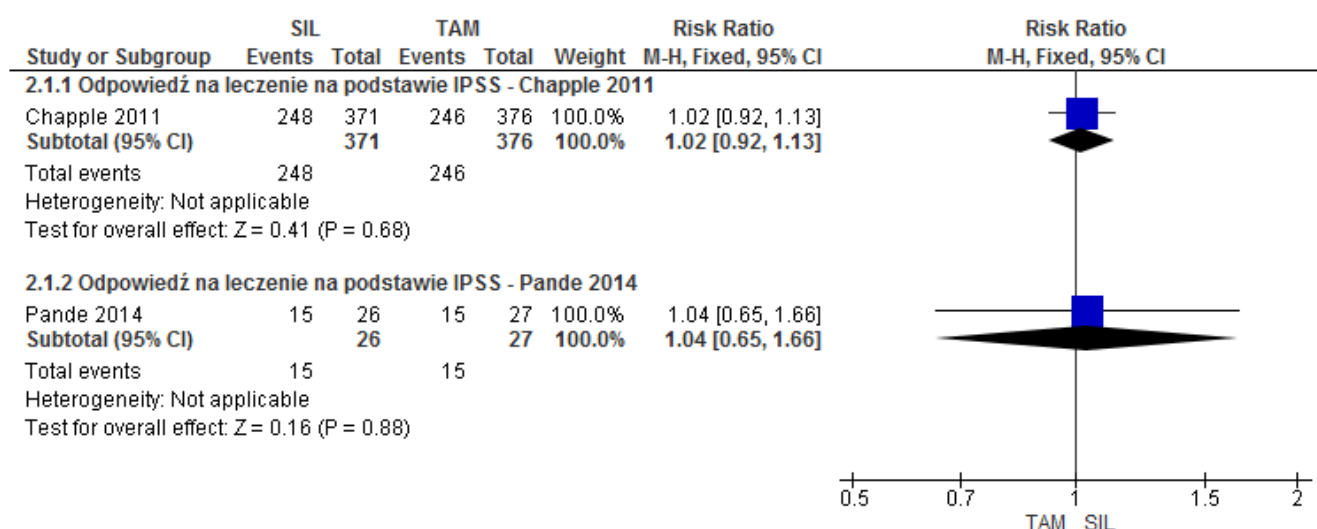 SIL TAM Risk Ratio Risk Ratio
Study or Subgroup Events Total Events Total Weight M-H, Fixed, 95% CI M-H, Fixed, 95% CI
2.1.1 Odpowiedź na leczenie na podstawie IPSS - Chapple 2011
Chapple 2011 248 371 246 376 100.0% 1.02 [0.92, 1.13]
Subtotal (95% CI) 371 376 100.0% 1.02 [0.92, 1.13]
Total events 248 246
Heterogeneity: Not applicable
Test for overall effect: Z = 0.41 (P = 0.68)
2.1.2 Odpowiedź na leczenie na podstawie IPSS - Pande 2014
Pande 2014 15 26 15 27 100.0% 1.04 [0.65, 1.66]
Subtotal (95% CI) 26 27 100.0% 1.04 [0.65, 1.66]
Total events 15 15
Heterogeneity: Not applicable
Test for overall effect: Z = 0.16 (P = 0.88)
0.5 0.7 1 1.5 2
TAM SIL